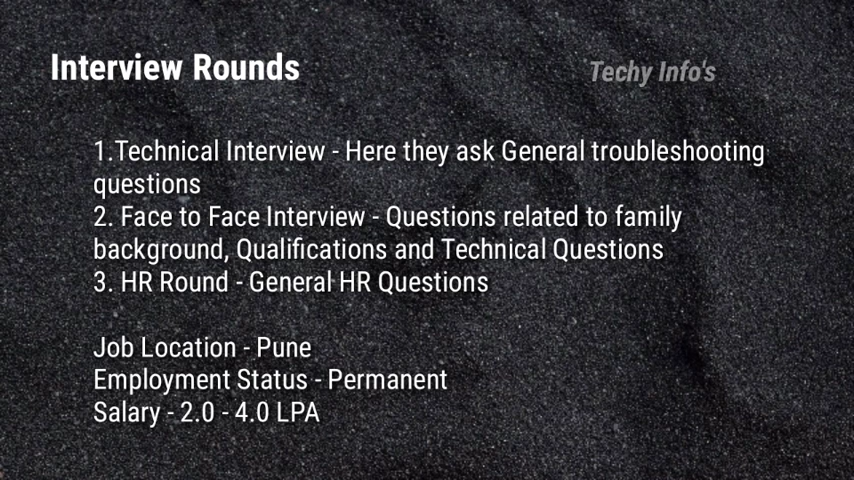 Interview Rounds
Techy Info's
1.Technical Interview - Here they ask General troubleshooting
questions
2. Face to Face Interview - Questions related to family
background, Qualifications and Technical Questions
3. HR Round - General HR Questions
Job Location - Pune
Employment Status - Permanent
Salary - 2.0 - 4.0 LPA